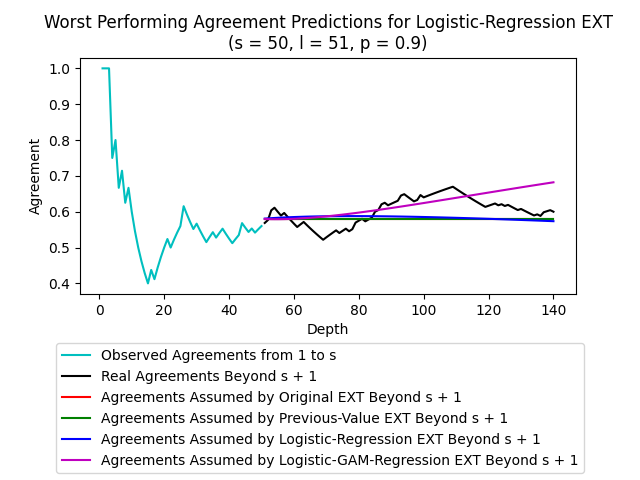 Worst Performing Agreement Predictions for Logistic-Regression EXT
(s = 50, l = 51, p = 0.9)
1.0
0.9
0.8
0.7
0.6
0.5
0.4
Agreement
0 20 40 60 80 100 120 140
Depth
Observed Agreements from 1 to s
Real Agreements Beyond s + 1
Agreements Assumed by Original EXT Beyond s + 1
Agreements Assumed by Previous-Value EXT Beyond s + 1
Agreements Assumed by Logistic-Regression EXT Beyond s + 1
Agreements Assumed by Logistic-GAM-Regression EXT Beyond s + 1